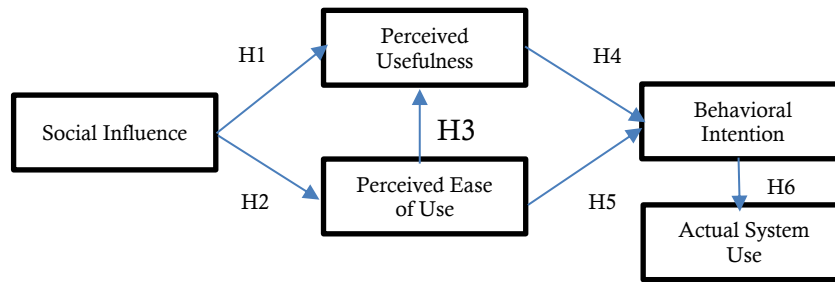 Perceived
Usefulness
H1
H4
Social Influence
H3
Behavioral
Intention
H2
Perceived Ease
of Use
H5
H6
Actual System
Use